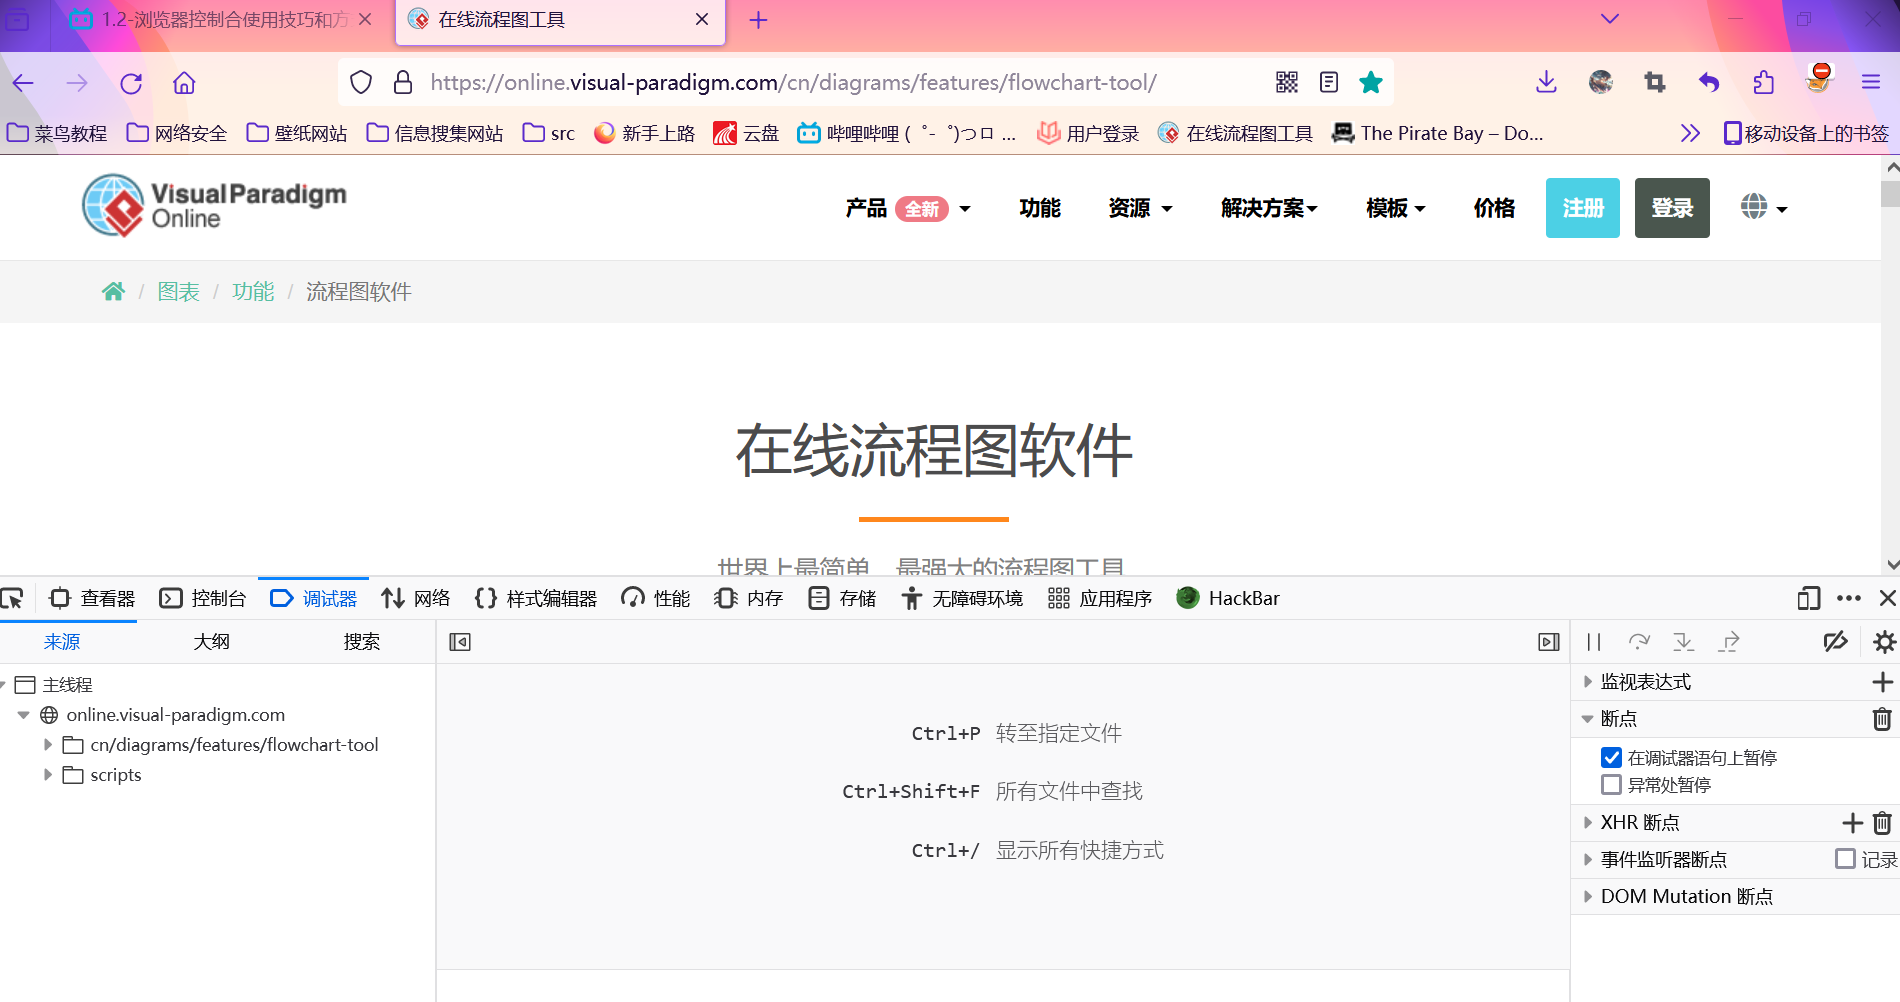 1.2-浏览器控制合使用技巧和方
在线流程图工具
https://online.visual-paradigm.com/cn/diagrams/features/flowchart-tool/
菜鸟教程 网络安全 壁纸网站 信息搜集网站 src 新手上路 云盘 哔哩哔哩 ( ゜- ゜)つロ ... 用户登录 在线流程图工具 The Pirate Bay – Do... 移动设备上的书签
Visual Paradigm
Online
产品 全新 功能 资源 解决方案 模板 价格 注册 登录
/ 图表 / 功能 / 流程图软件
在线流程图软件
世界上最简单、最强大的流程图工具
查看器 控制台 调试器 网络 样式编辑器 性能 内存 存储 无障碍环境 应用程序 HackBar
来源 大纲 搜索
主线程
online.visual-paradigm.com
cn/diagrams/features/flowchart-tool
scripts
Ctrl+P 转至指定文件
Ctrl+Shift+F 所有文件中查找
Ctrl+/ 显示所有快捷方式
监视表达式
断点
在调试器语句上暂停
异常处暂停
XHR 断点
事件监听器断点 记录
DOM Mutation 断点